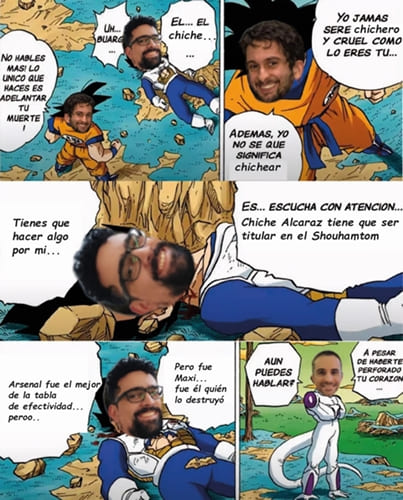 NO HABLES
MAS! LO
UNICO QUE
HACES ES
ADELANTAR
TU
MUERTE
!
UH...
BUARG
...
EL... EL
chiche...
...
YO JAMAS
SERE chichero
Y CRUEL COMO
LO ERES TU...
ADEMAS, YO
NO SE QUE
SIGNIFICA
chichear
Tienes que
hacer algo
por mi...
ES... ESCUCHA CON ATENCION...
Chiche Alcaraz tiene que ser
titular en el Shouhamtom
Arsenal fue el mejor
de la tabla
de efectividad...
peroo..
Pero fue
Maxi...
fue él quién
lo destruyó
AUN
PUEDES
HABLAR?
À PESAR
DE HABERTE
PERFORADO
TU CORAZON
...